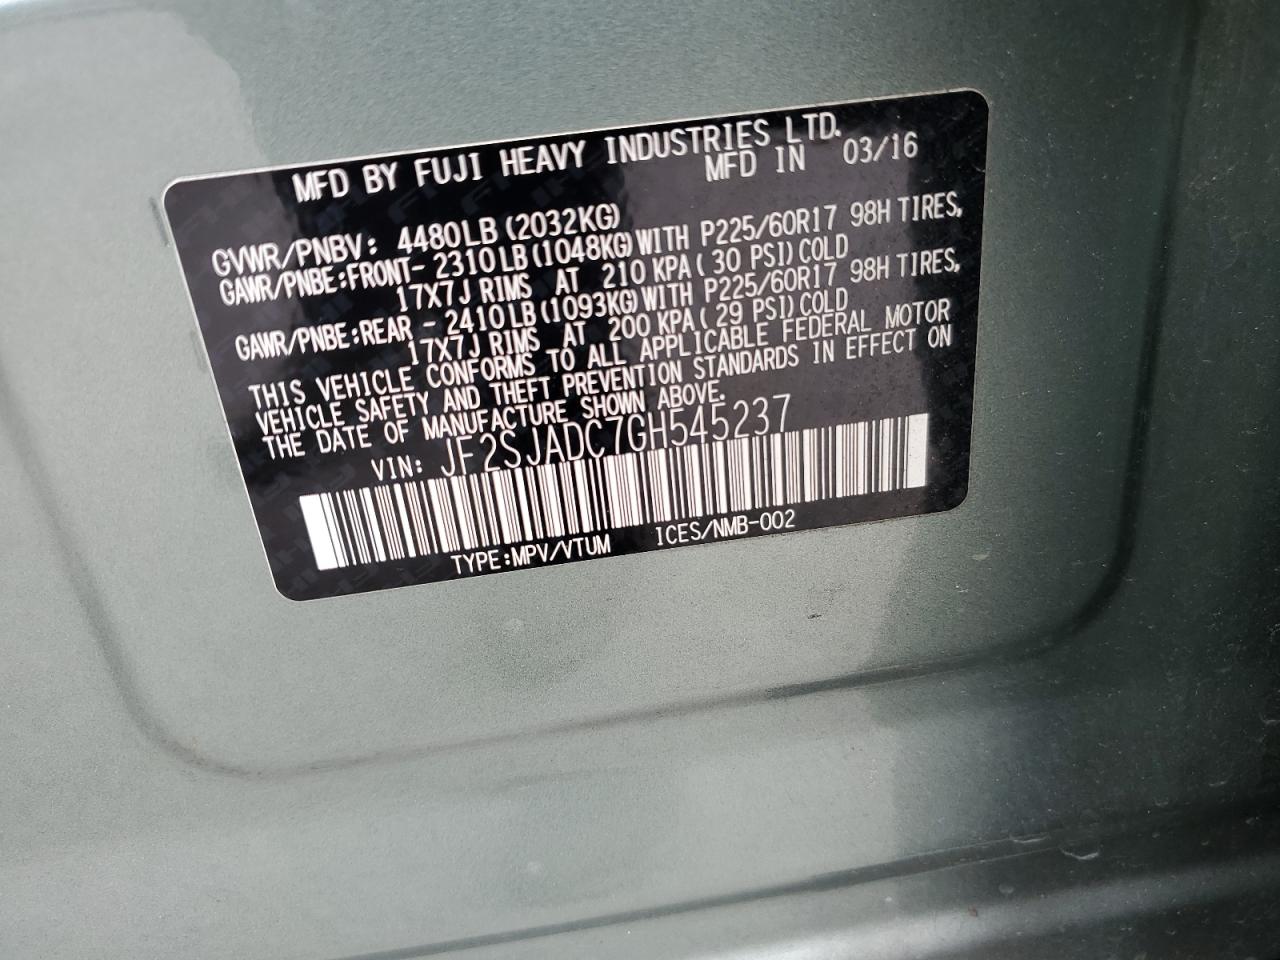 MFD BY FUJI HEAVY INDUSTRIES LTD.
MFD IN 03/16
GVWR/PNBV: 4480LB (2032KG)
GAWR/PNBE:FRONT- 2310LB(1048KG)WITH P225/60R17 98H TIRES,
17X7J RIMS AT 210 KPA( 30 PSI)COLD
GAWR/PNBE:REAR - 2410LB(1093KG)WITH P225/60R17 98H TIRES,
17X7J RIMS AT 200 KPA( 29 PSI)COLD
THIS VEHICLE CONFORMS TO ALL APPLICABLE FEDERAL MOTOR
VEHICLE SAFETY AND THEFT PREVENTION STANDARDS IN EFFECT ON
THE DATE OF MANUFACTURE SHOWN ABOVE.
VIN: JF2SJADC7GH545237
TYPE:MPV/VTUM ICES/NMB-002